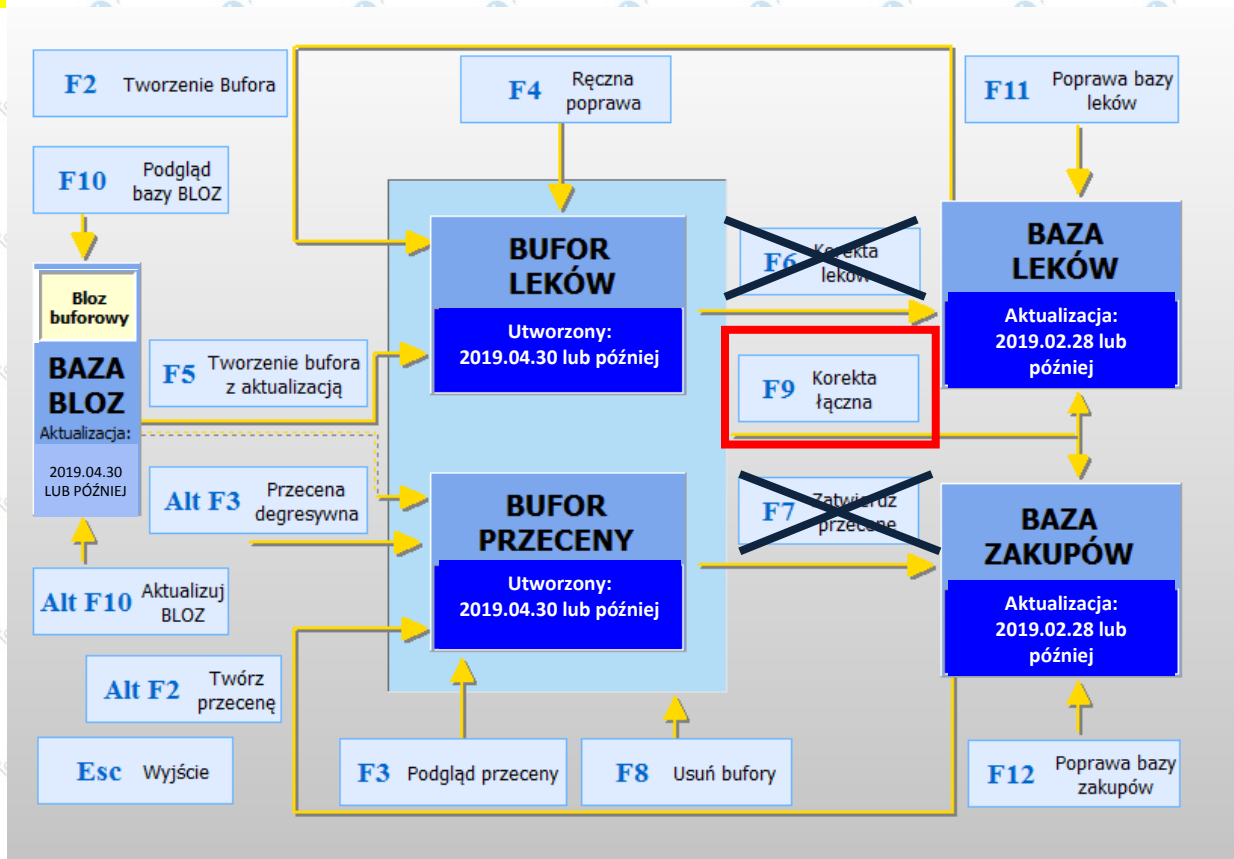 F2 Tworzenie Bufora
F4 Ręczna
poprawa
F11 Poprawa bazy
leków
F10 Podgląd
bazy BLOZ
BUFOR
LEKÓW
Utworzony:
2019.04.30 lub później
F6 Korekta
leków
BAZA
LEKÓW
Aktualizacja:
2019.02.28 lub
później
Bloz
buforowy
BAZA
BLOZ
Aktualizacja:
2019.04.30
LUB PÓŹNIEJ
F5 Tworzenie bufora
z aktualizacją
F9 Korekta
łączna
Alt F3 Przecena
degresywna
BUFOR
PRZECENY
Utworzony:
2019.04.30 lub później
F7 Zatwierdz
przecenę
BAZA
ZAKUPÓW
Aktualizacja:
2019.02.28 lub
później
Alt F10 Aktualizuj
BLOZ
Alt F2 Twórz
przecenę
Esc Wyjście
F3 Podgląd przeceny
F8 Usuń bufory
F12 Poprawa bazy
zakupów